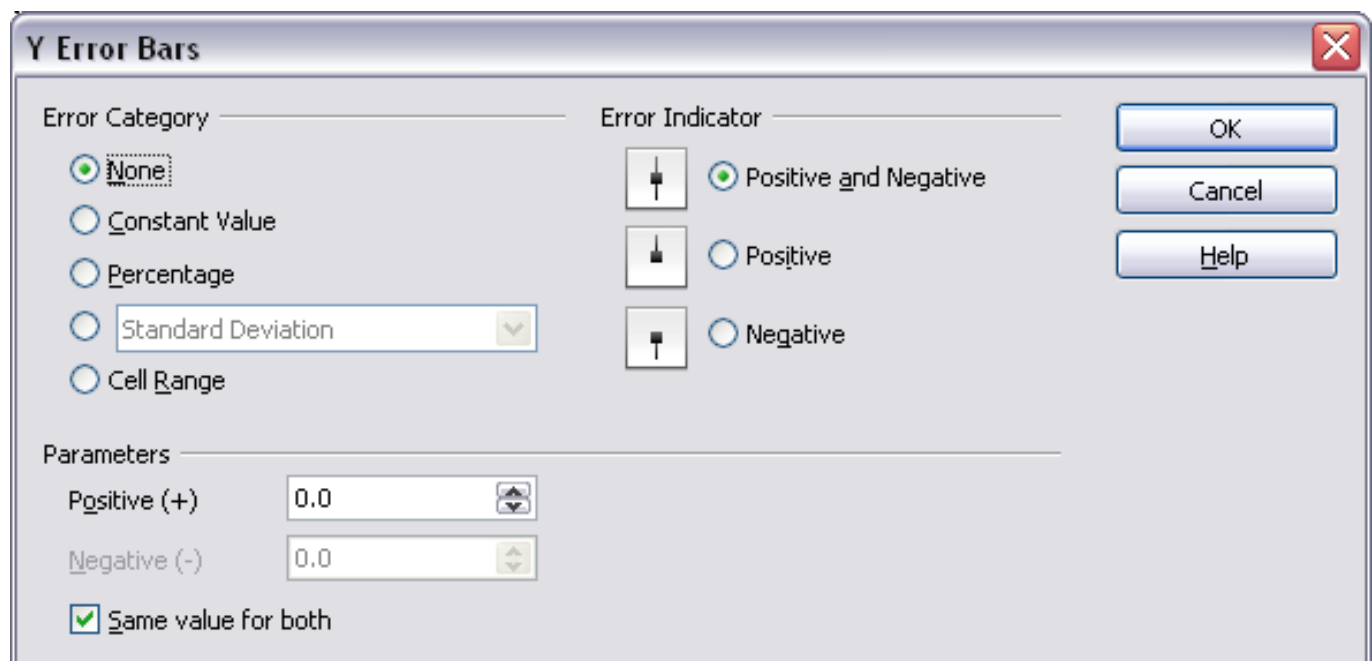 Y Error Bars
Error Category
None
Constant Value
Percentage
Standard Deviation
Cell Range
Error Indicator
Positive and Negative
Positive
Negative
OK
Cancel
Help
Parameters
Positive (+)
0.0
Negative (-)
0.0
Same value for both